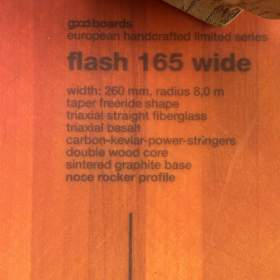 goodboards
european handcrafted limited series
flash 165 wide
width: 260 mm, radius 8,0 m
taper freeride shape
triaxial straight fiberglass
triaxial basalt
carbon-kevlar-power-stringers
double wood core
sintered graphite base
nose rocker profile